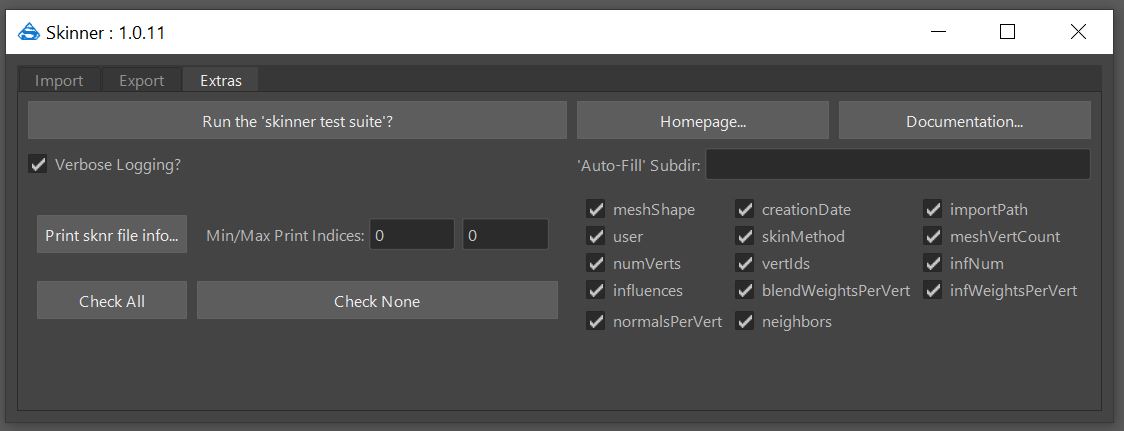 Skinner : 1.0.11
Import Export Extras
Run the 'skinner test suite'? Homepage... Documentation...
Verbose Logging? 'Auto-Fill' Subdir:
meshShape creationDate importPath
Print sknr file info... Min/Max Print Indices: 0 0 user skinMethod meshVertCount
numVerts vertIds infNum
Check All Check None influences blendWeightsPerVert infWeightsPerVert
normalsPerVert neighbors